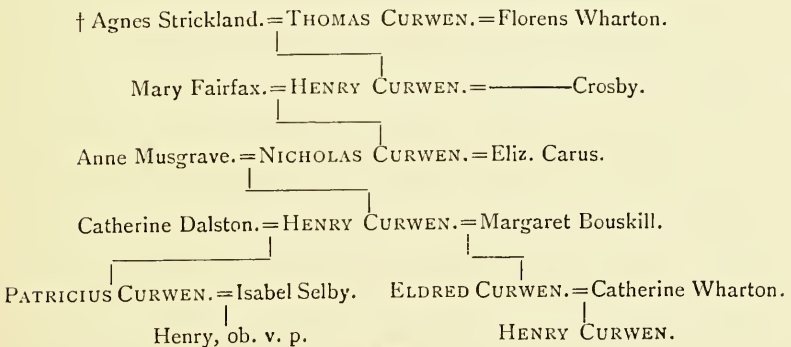 † Agnes Strickland.=THOMAS CURWEN.=Florens Wharton.
Mary Fairfax.=HENRY CURWEN.=———Crosby.
Anne Musgrave.=NICHOLAS CURWEN.=Eliz. Carus.
Catherine Dalston.=HENRY CURWEN.=Margaret Bouskill.
PATRICIUS CURWEN.=Isabel Selby. ELDRED CURWEN.=Catherine Wharton.
Henry, ob. v. p. HENRY CURWEN.